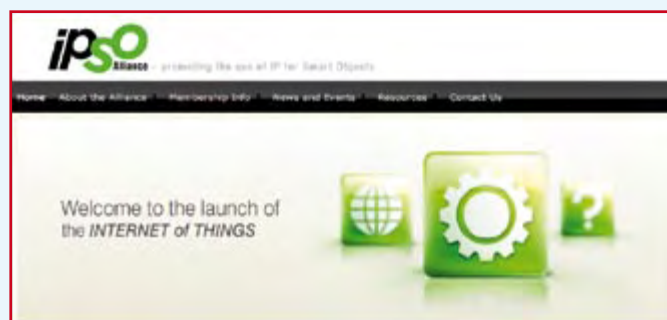 ipso
Alliance - promoting the use of IP for Smart Objects
Home About the Alliance Membership Info News and Events Resources Contact Us
Welcome to the launch of
the INTERNET of THINGS
?